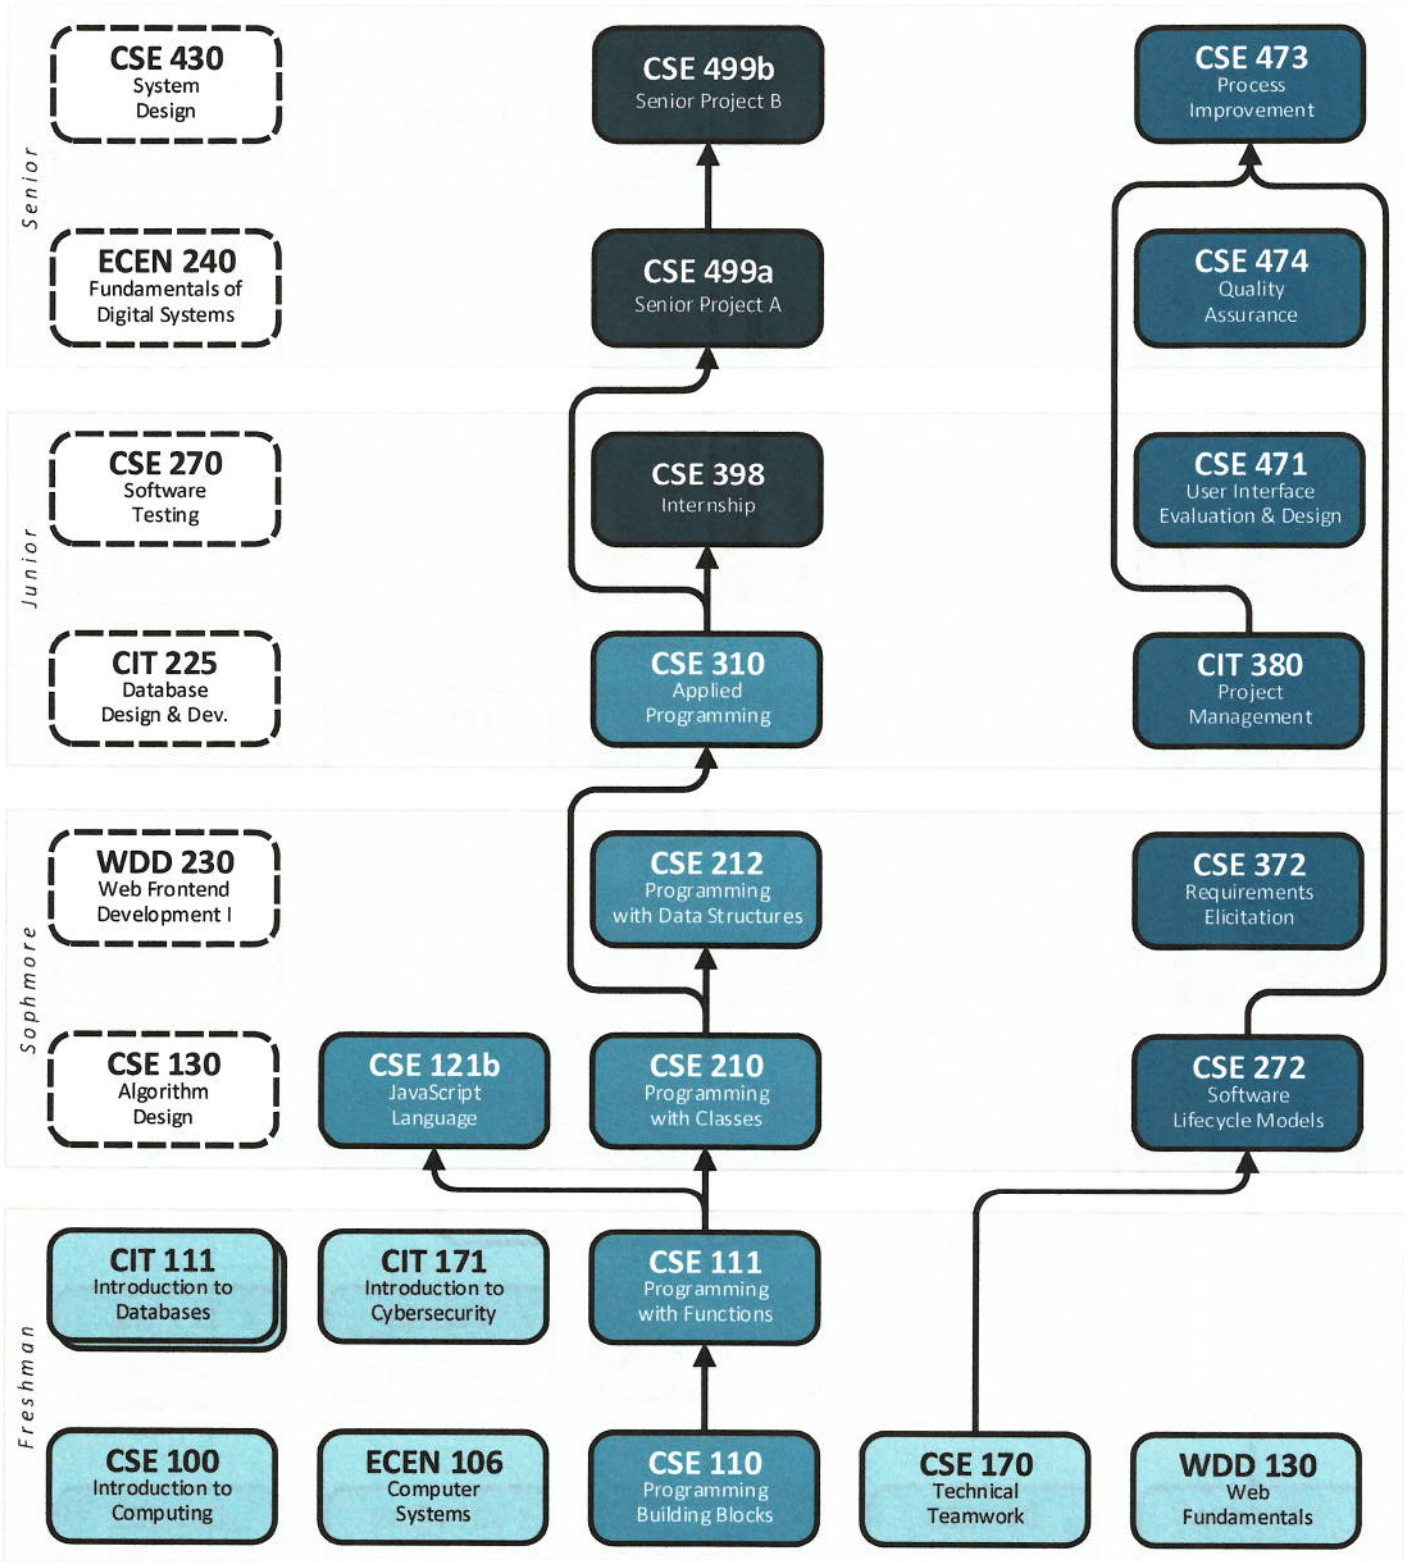 CSE 430
System
Design
CSE 499b
Senior Project B
CSE 473
Process
Improvement
Senior
ECEN 240
Fundamentals of
Digital Systems
CSE 499a
Senior Project A
CSE 474
Quality
Assurance
CSE 270
Software
Testing
CSE 398
Internship
CSE 471
User Interface
Evaluation & Design
Junior
CIT 225
Database
Design & Dev.
CSE 310
Applied
Programming
CIT 380
Project
Management
WDD 230
Web Frontend
Development I
CSE 212
Programming
with Data Structures
CSE 372
Requirements
Elicitation
Sophmore
CSE 130
Algorithm
Design
CSE 121b
JavaScript
Language
CSE 210
Programming
with Classes
CSE 272
Software
Lifecycle Models
CIT 111
Introduction to
Databases
CIT 171
Introduction to
Cybersecurity
CSE 111
Programming
with Functions
Freshman
CSE 100
Introduction to
Computing
ECEN 106
Computer
Systems
CSE 110
Programming
Building Blocks
CSE 170
Technical
Teamwork
WDD 130
Web
Fundamentals